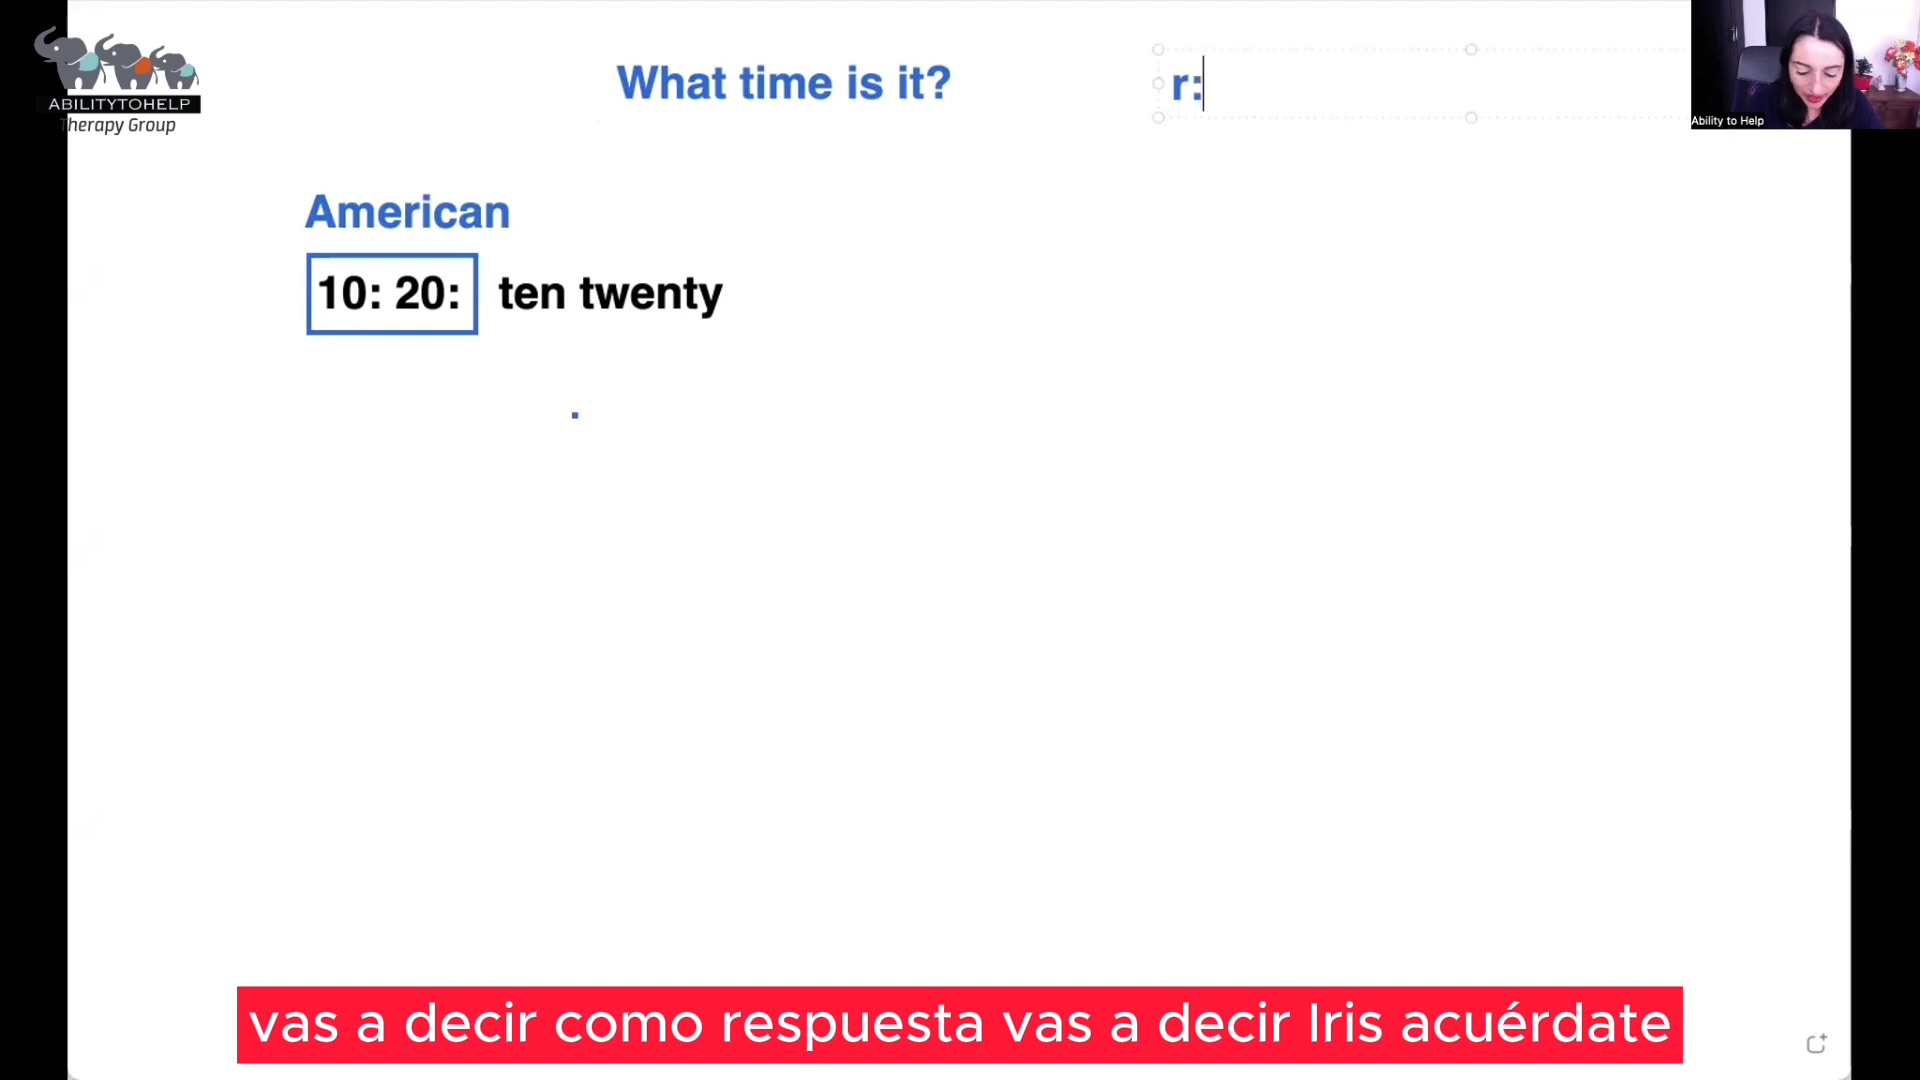 ABILITYTOHELP
Therapy Group
What time is it?
r:
Ability to Help
American
10: 20: ten twenty
.
vas a decir como respuesta vas a decir Iris acuérdate